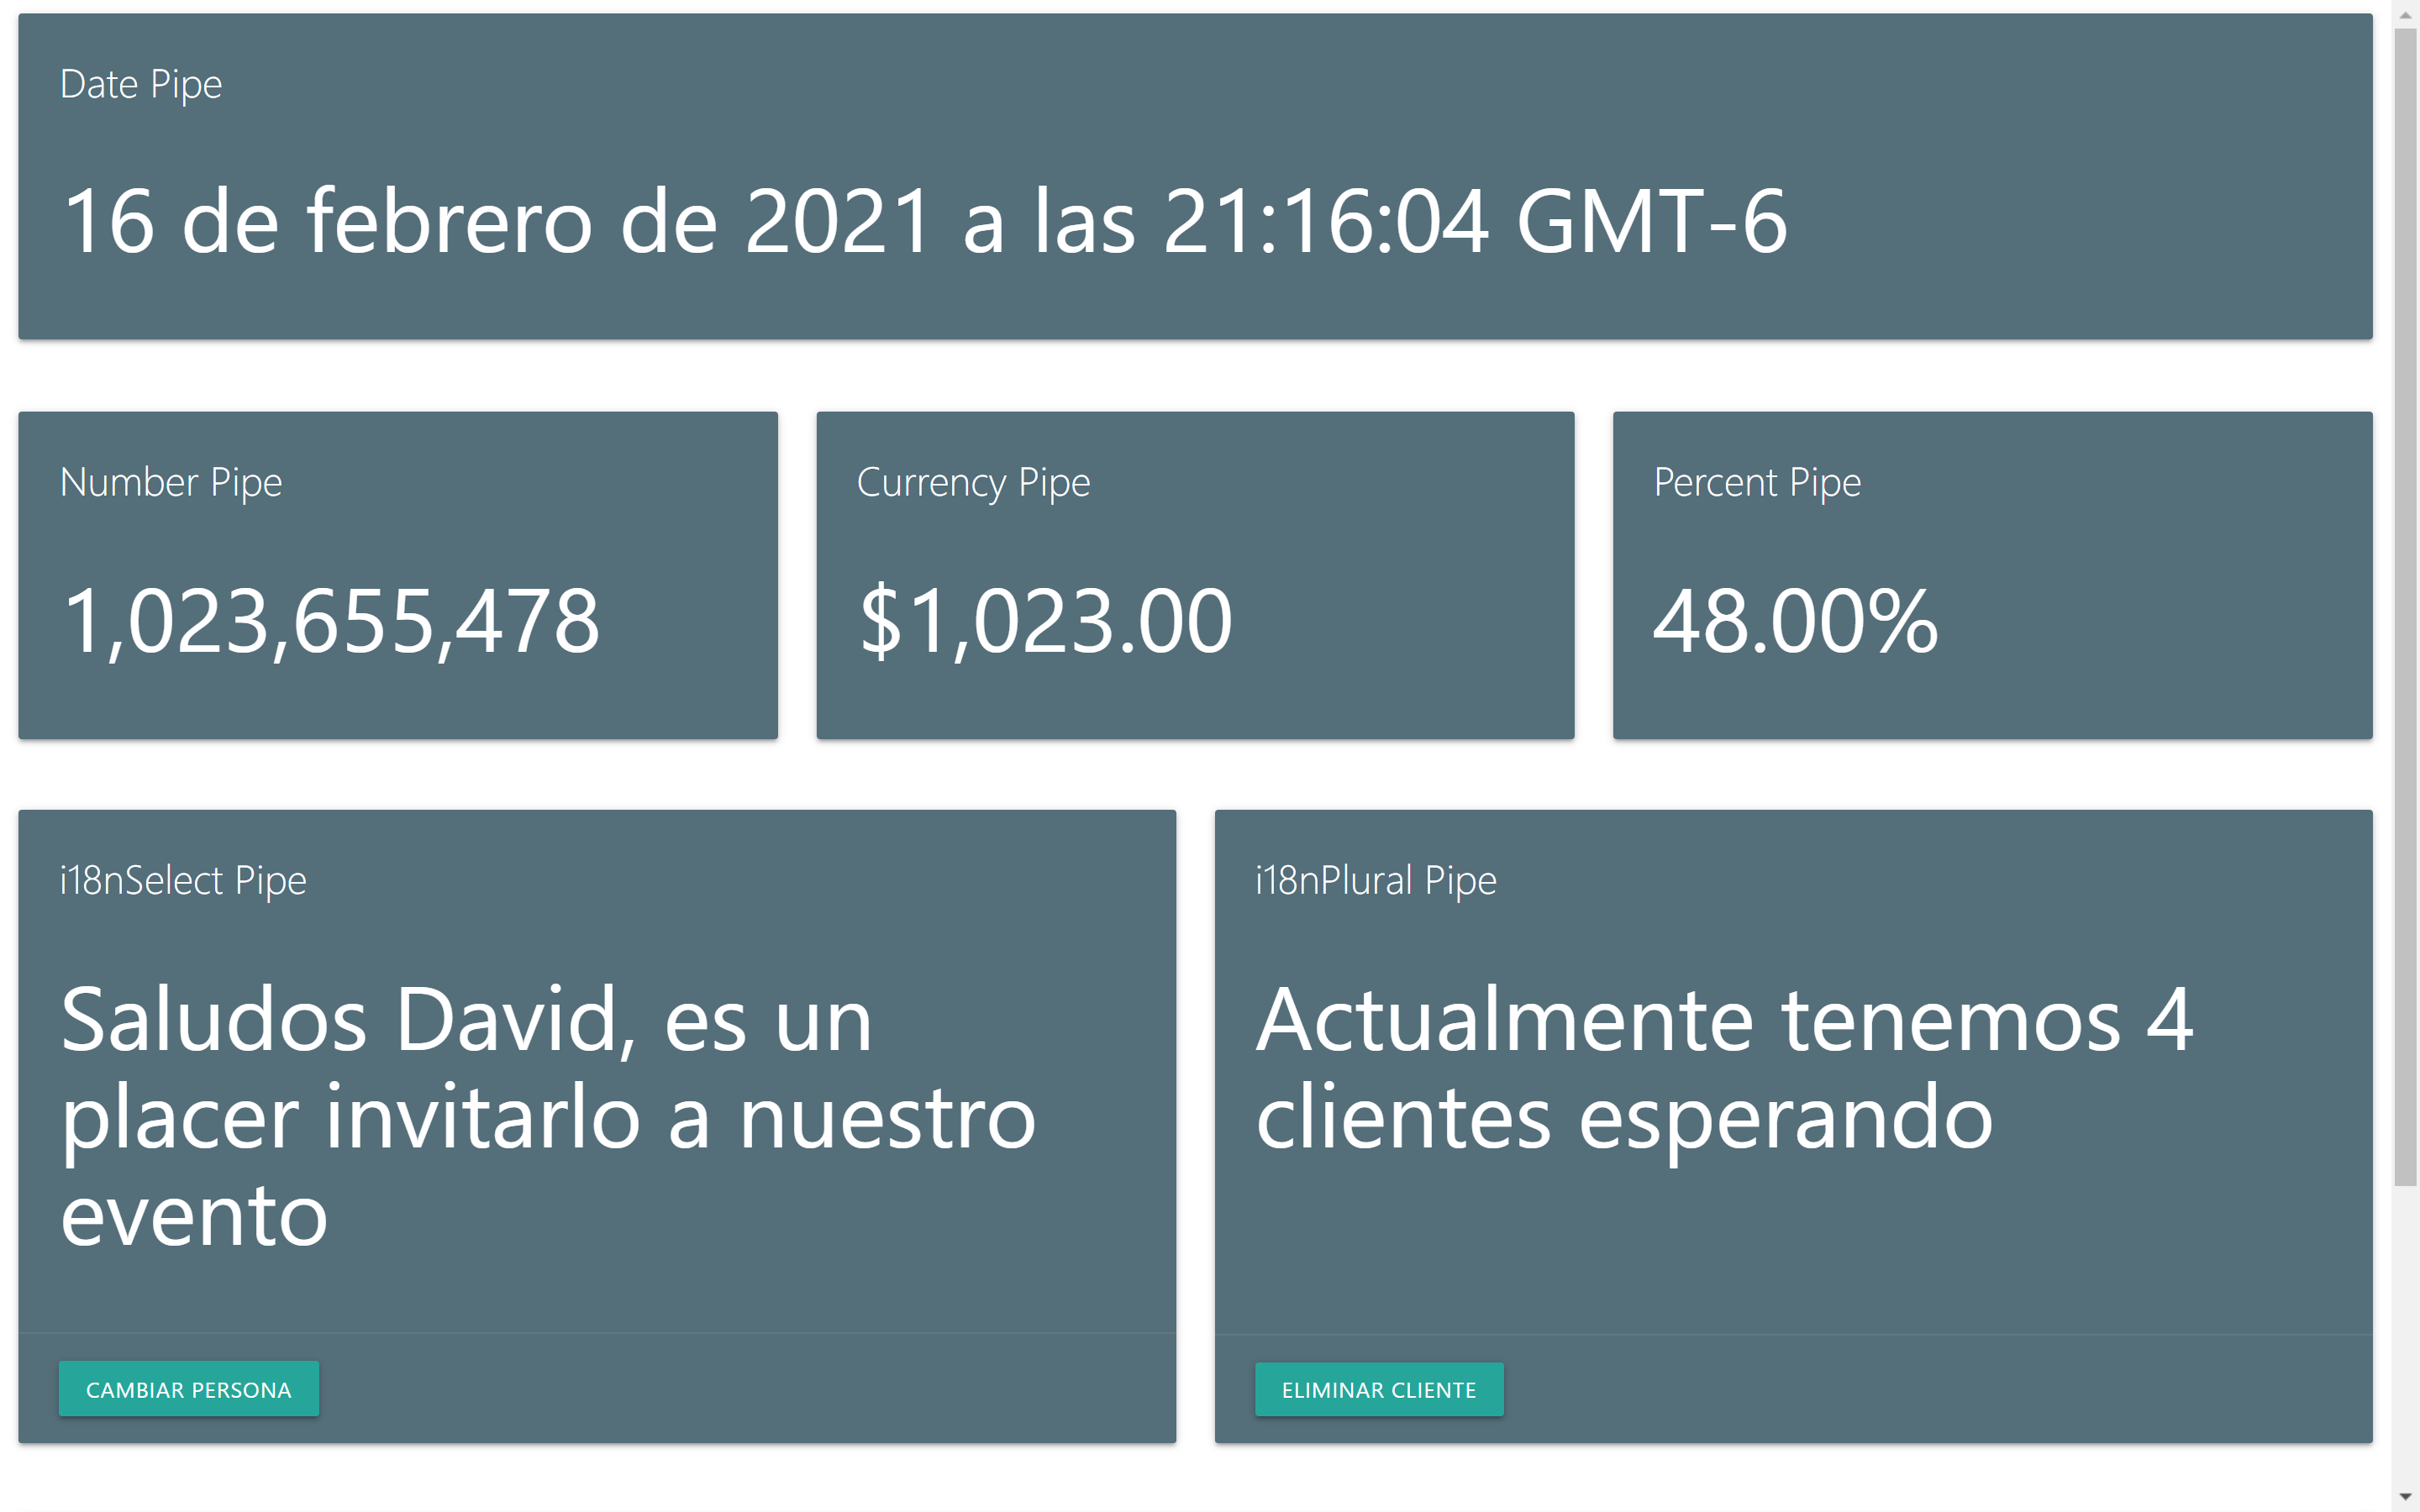 Date Pipe
16 de febrero de 2021 a las 21:16:04 GMT-6
Number Pipe
1,023,655,478
Currency Pipe
$1,023.00
Percent Pipe
48.00%
i18nSelect Pipe
Saludos David, es un
placer invitarlo a nuestro
evento
CAMBIAR PERSONA
i18nPlural Pipe
Actualmente tenemos 4
clientes esperando
ELIMINAR CLIENTE